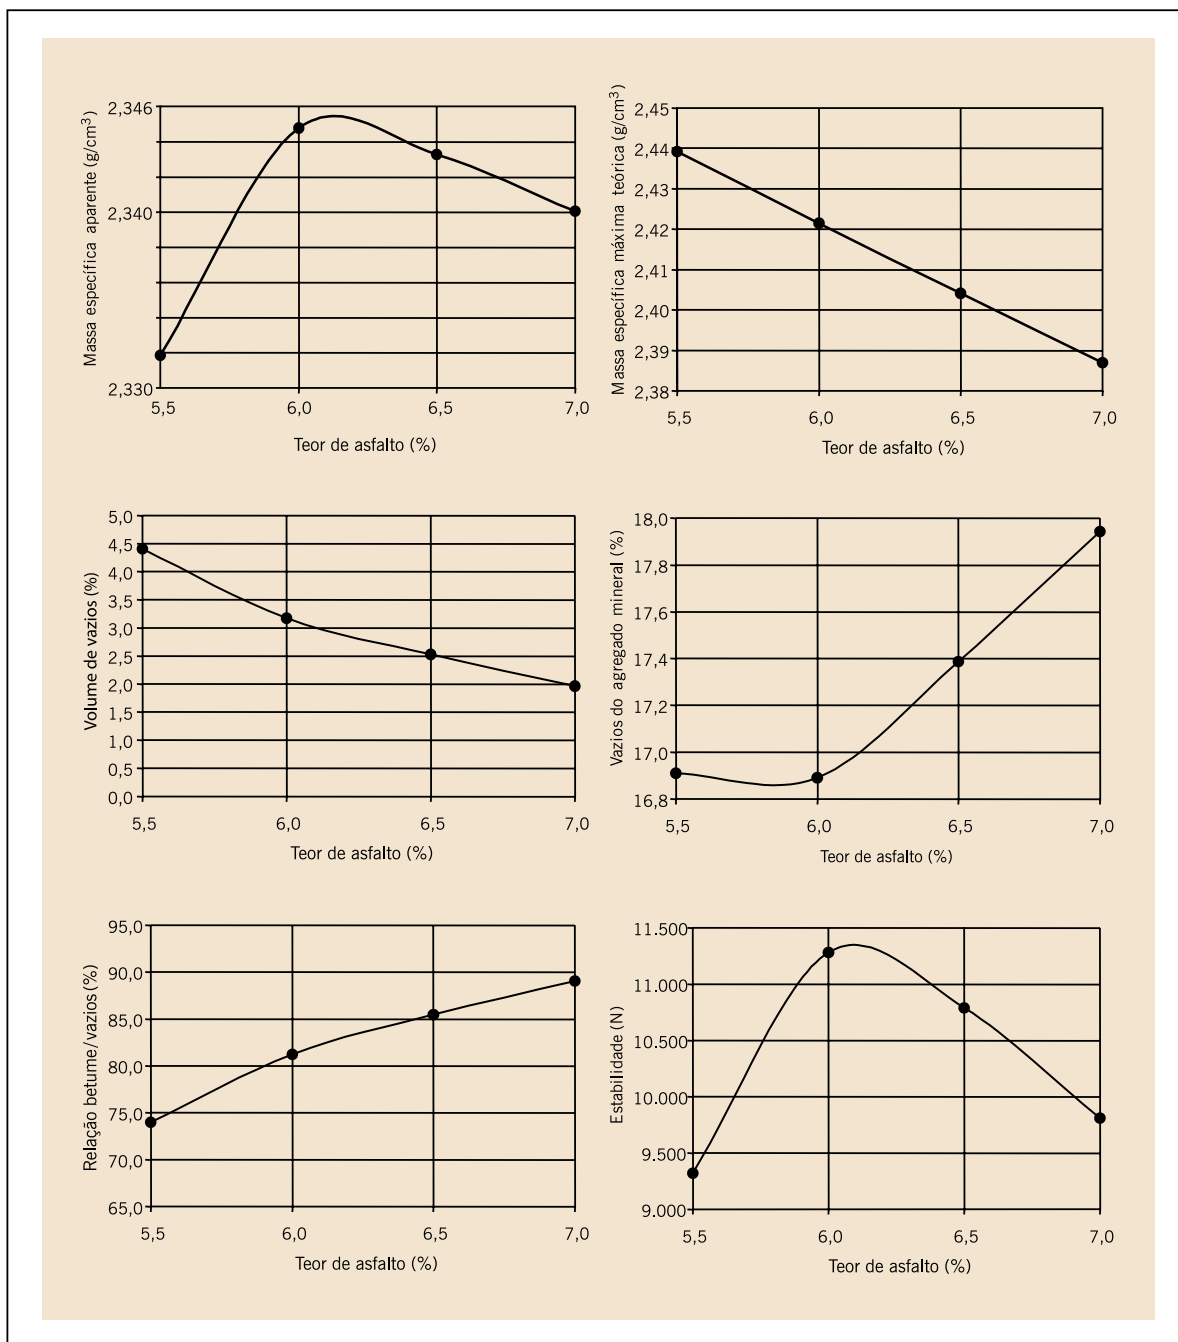 Massa específica aparente (g/cm³)
2,346
2,340
2,330
5,5 6,0 6,5 7,0
Teor de asfalto (%)
Massa específica máxima teórica (g/cm³)
2,45
2,44
2,43
2,42
2,41
2,40
2,39
2,38
5,5 6,0 6,5 7,0
Teor de asfalto (%)
Volume de vazios (%)
5,0
4,5
4,0
3,5
3,0
2,5
2,0
1,5
1,0
0,5
0,0
5,5 6,0 6,5 7,0
Teor de asfalto (%)
Vazios do agregado mineral (%)
18,0
17,8
17,6
17,4
17,2
17,0
16,8
5,5 6,0 6,5 7,0
Teor de asfalto (%)
Relação betume/vazios (%)
95,0
90,0
85,0
80,0
75,0
70,0
65,0
5,5 6,0 6,5 7,0
Teor de asfalto (%)
Estabilidade (N)
11.500
11.000
10.500
10.000
9.500
9.000
5,5 6,0 6,5 7,0
Teor de asfalto (%)